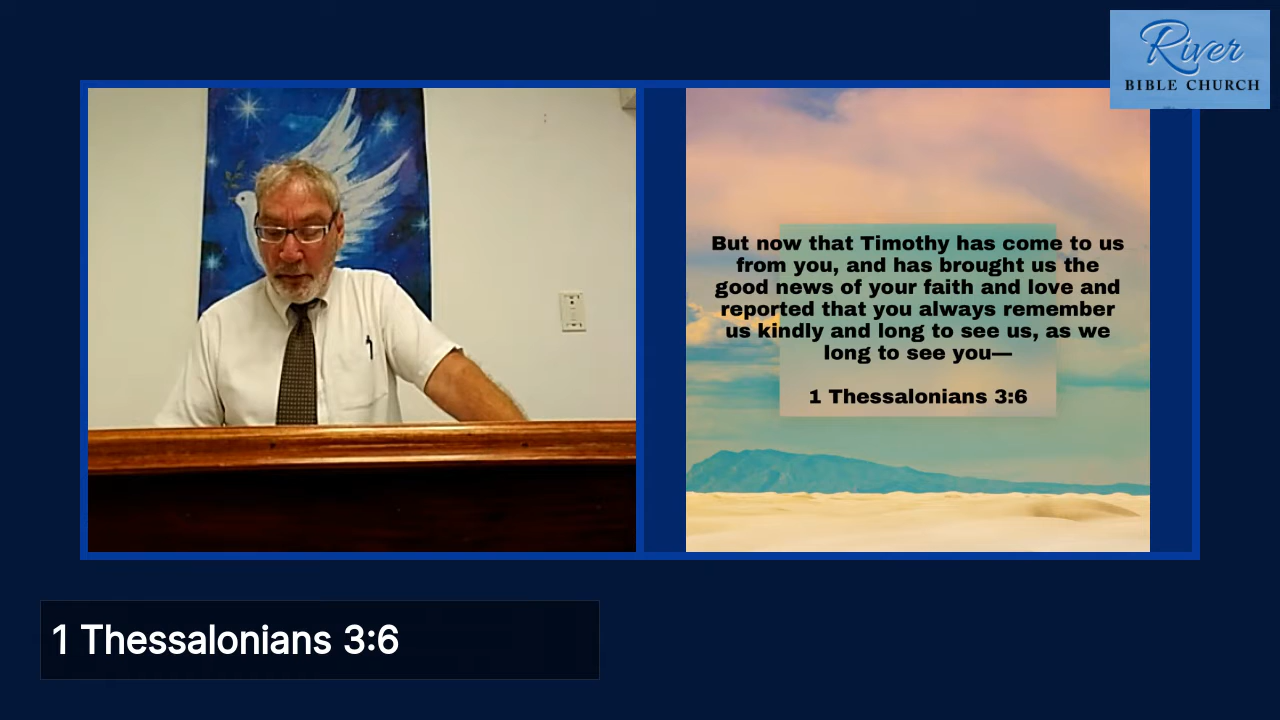 River
BIBLE CHURCH
But now that Timothy has come to us
from you, and has brought us the
good news of your faith and love and
reported that you always remember
us kindly and long to see us, as we
long to see you—
1 Thessalonians 3:6
1 Thessalonians 3:6